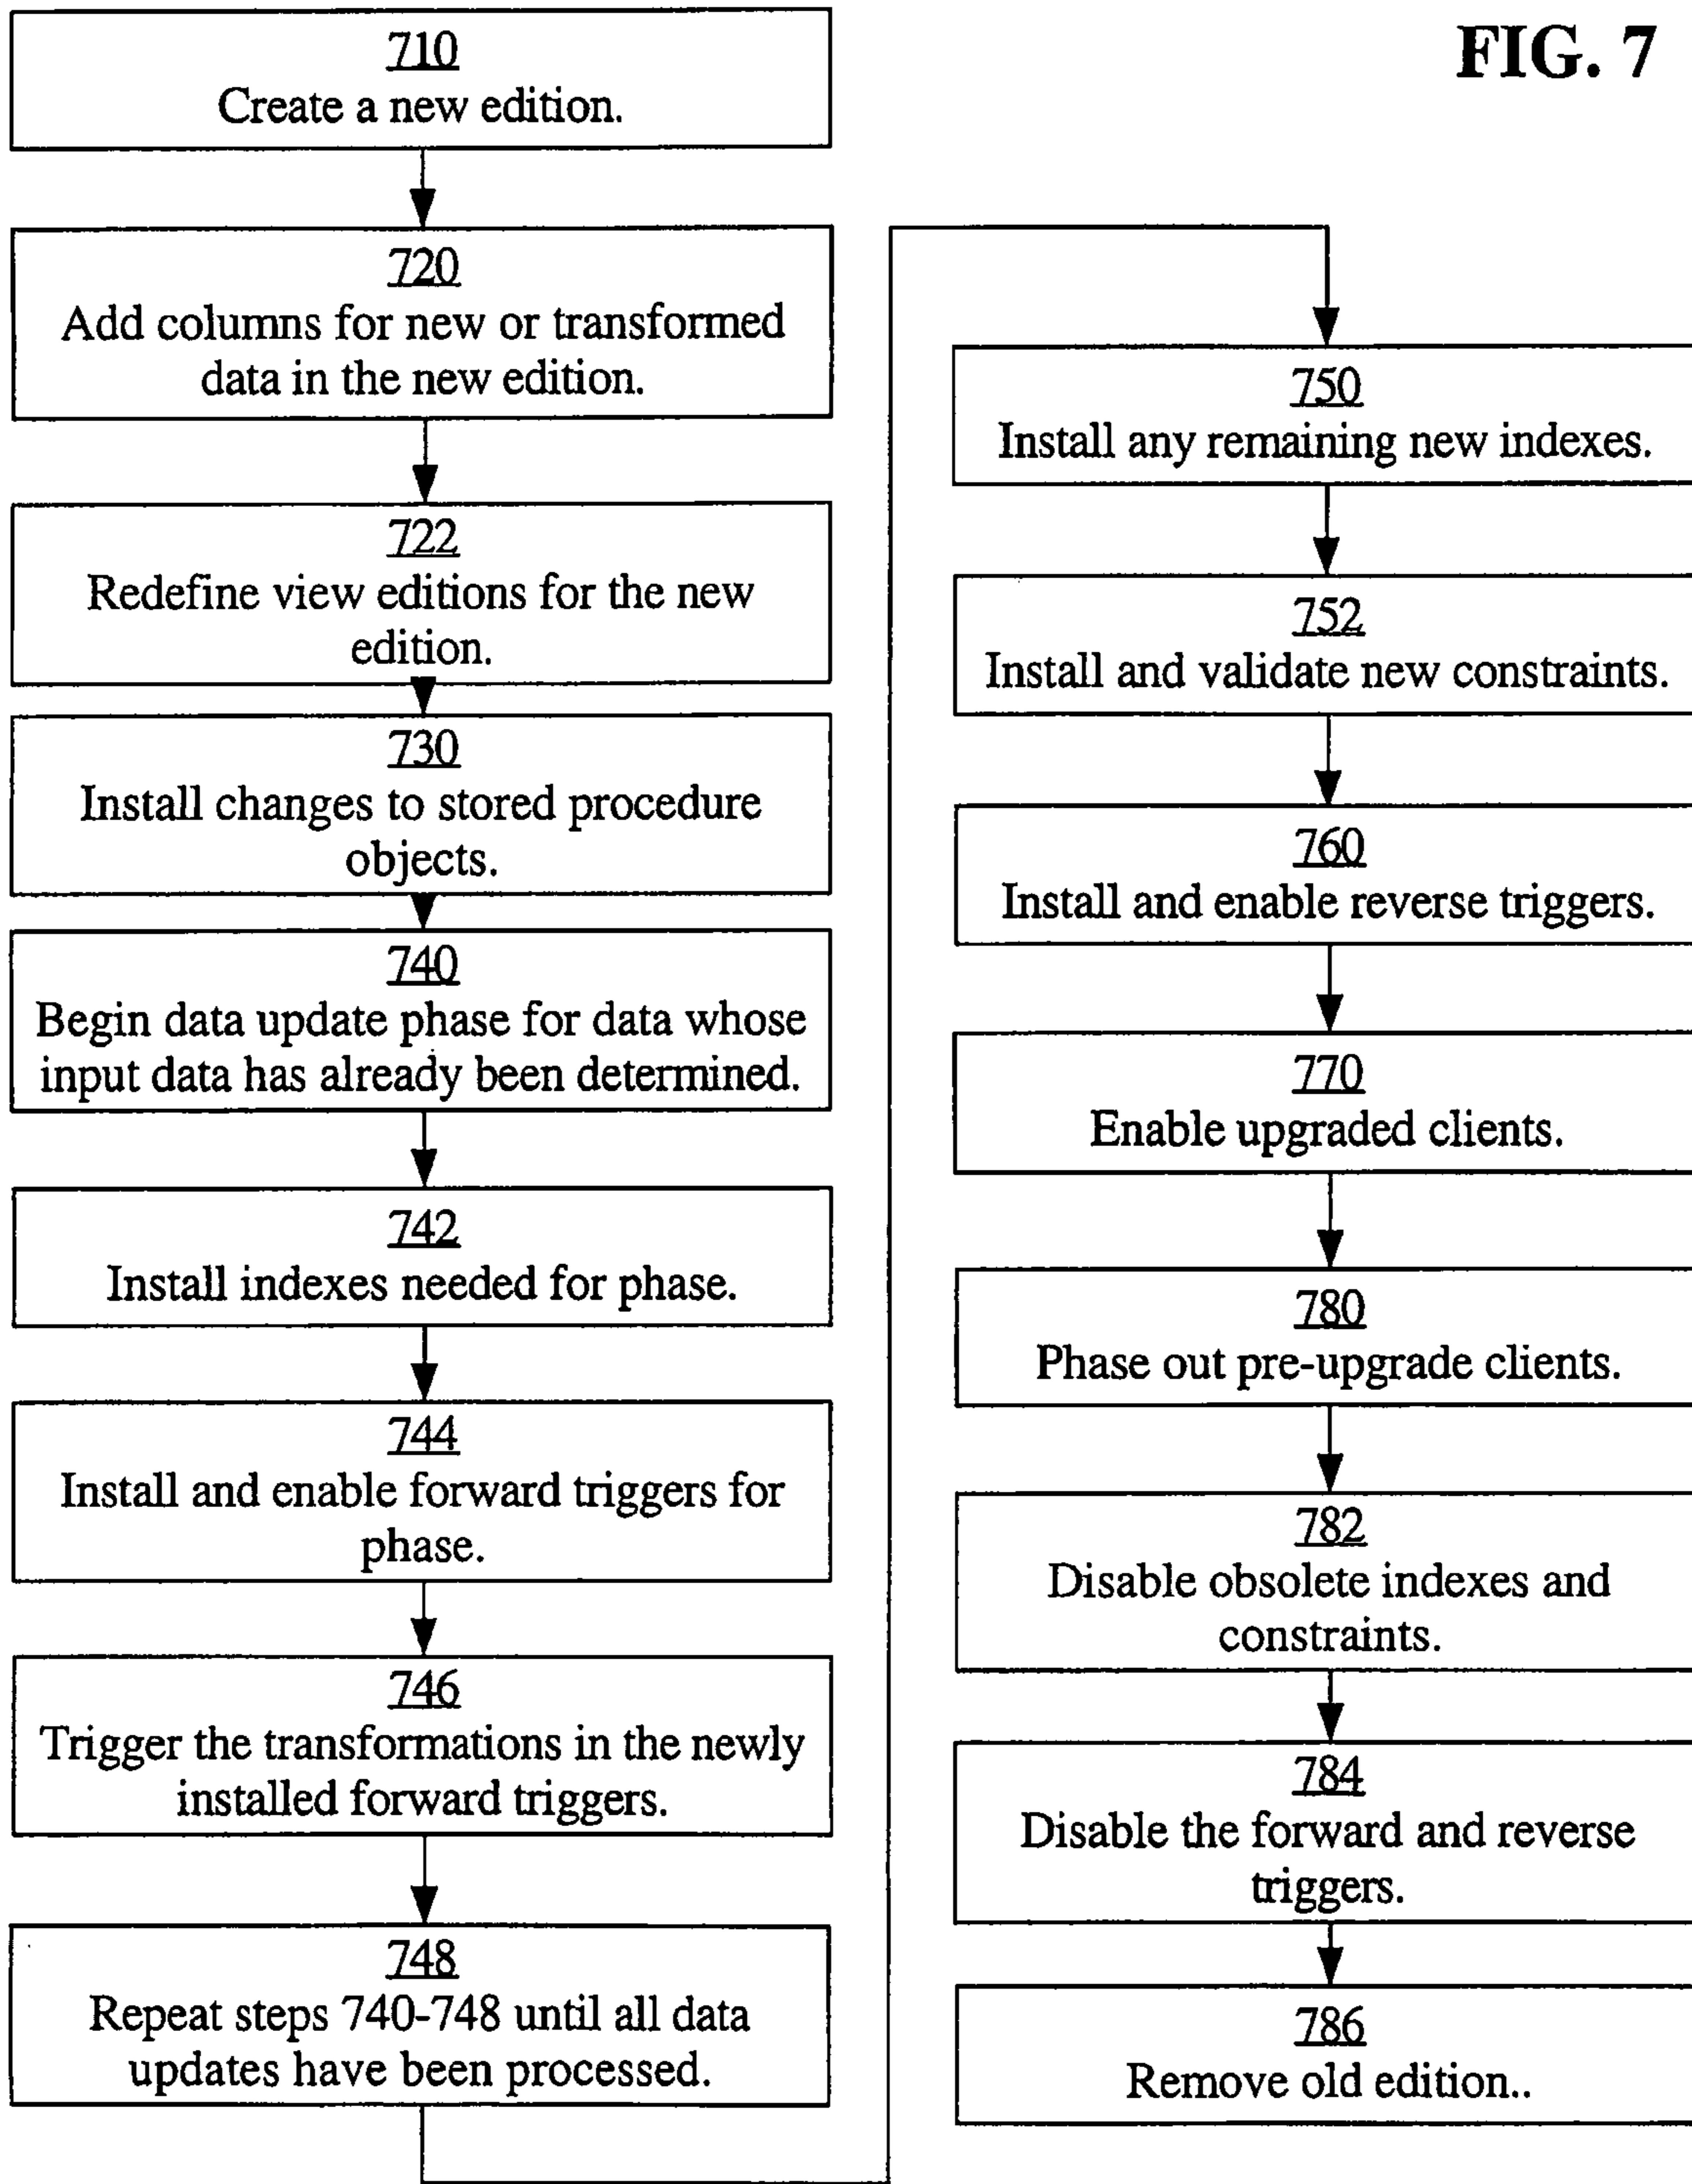 FIG. 7
710
Create a new edition.
720
Add columns for new or transformed
data in the new edition.
722
Redefine view editions for the new
edition.
730
Install changes to stored procedure
objects.
740
Begin data update phase for data whose
input data has already been determined.
742
Install indexes needed for phase.
744
Install and enable forward triggers for
phase.
746
Trigger the transformations in the newly
installed forward triggers.
748
Repeat steps 740-748 until all data
updates have been processed.
750
Install any remaining new indexes.
752
Install and validate new constraints.
760
Install and enable reverse triggers.
770
Enable upgraded clients.
780
Phase out pre-upgrade clients.
782
Disable obsolete indexes and
constraints.
784
Disable the forward and reverse
triggers.
786
Remove old edition..